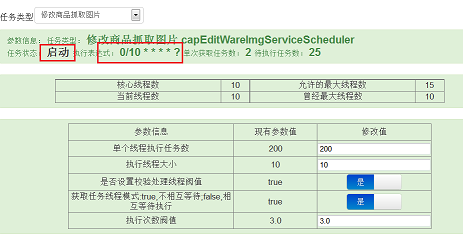 任务类型 修改商品抓取图片
参数信息: 任务类型: 修改商品抓取图片 capEditWareImgServiceScheduler
任务状态: 启动 执行表达式: 0/10 * * * * ? 单次获取任务数: 2 待执行任务数: 25
核心线程数 10 允许的最大线程数 15
当前线程数 10 曾经最大线程数 10
参数信息 现有参数值 修改值
单个线程执行任务数 200 200
执行线程大小 10 10
是否设置校验处理线程阀值 true 是
获取任务线程模式:true,不相互等待;false,相互等待执行 true 是
执行次数阀值 3.0 3.0